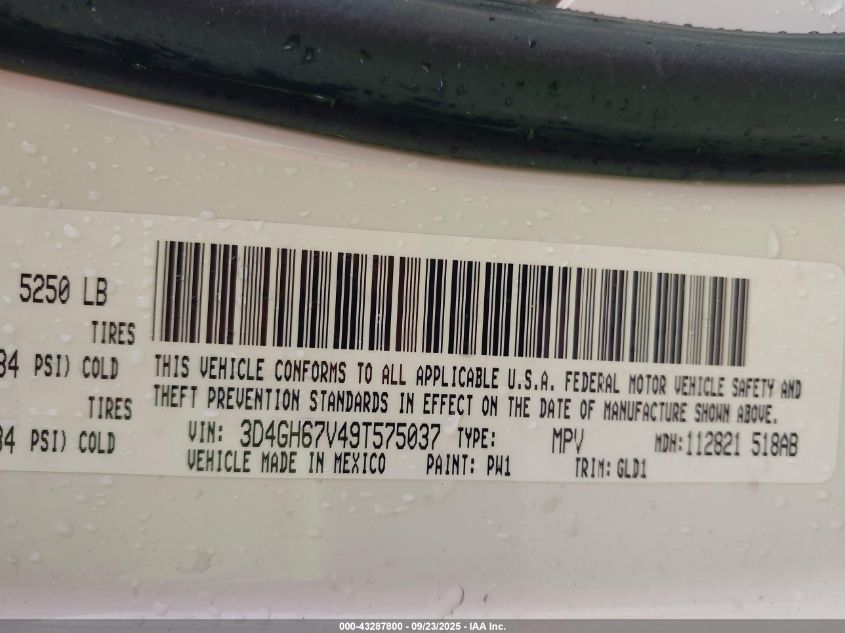 5250 LB
TIRES
34 PSI) COLD
TIRES
34 PSI) COLD
THIS VEHICLE CONFORMS TO ALL APPLICABLE U.S.A. FEDERAL MOTOR VEHICLE SAFETY AND
THEFT PREVENTION STANDARDS IN EFFECT ON THE DATE OF MANUFACTURE SHOWN ABOVE.
VIN: 3D4GH67V49T575037 TYPE: MPV MDH:112821 518AB
VEHICLE MADE IN MEXICO PAINT: PW1 TRIM: GLD1
000-43287800 - 09/23/2025 - IAA Inc.